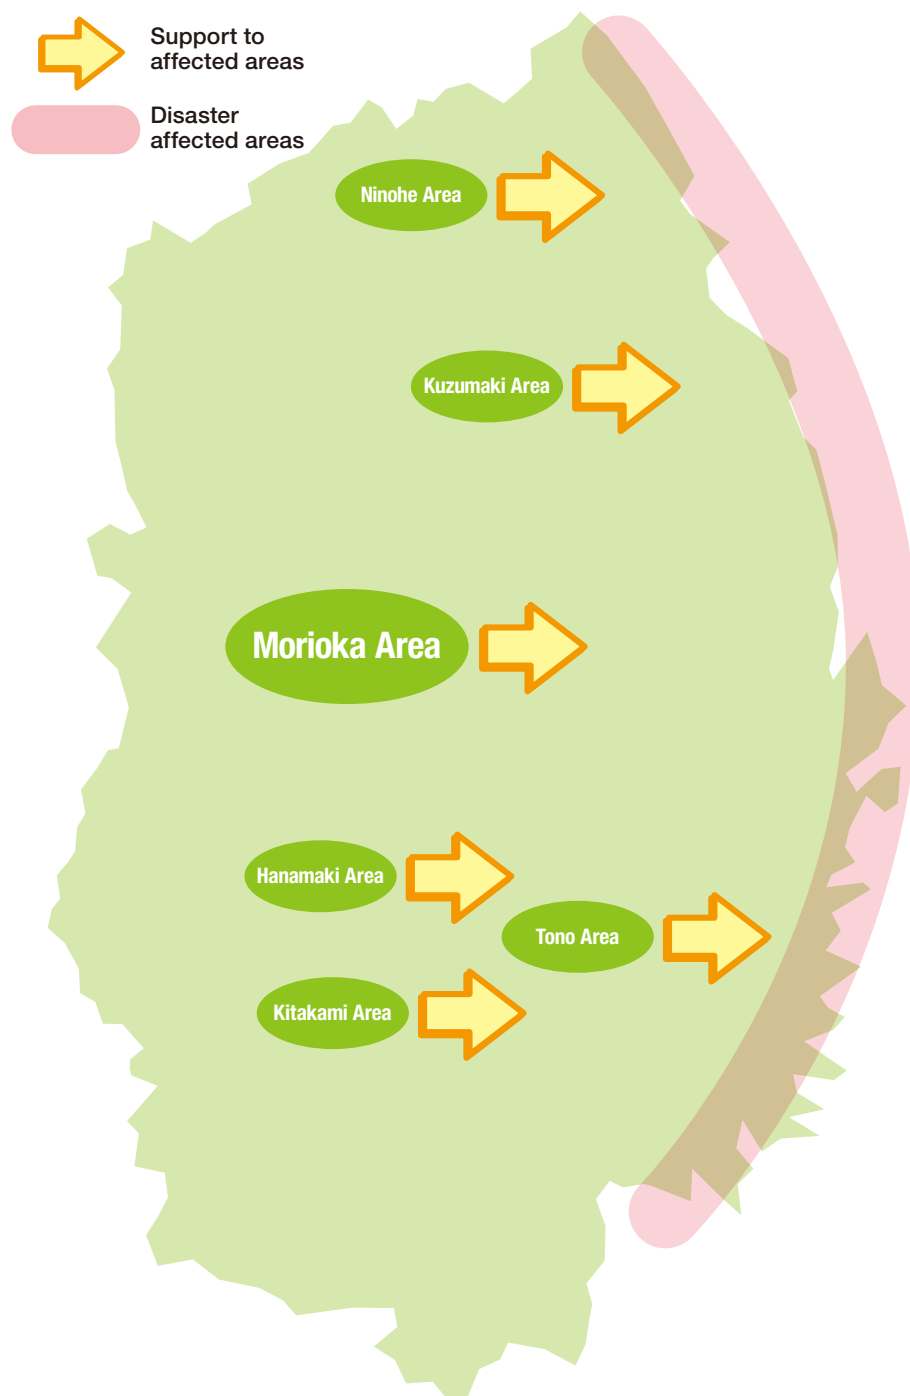 Support to
affected areas
Disaster
affected areas
Ninohe Area
Kuzumaki Area
Morioka Area
Hanamaki Area
Tono Area
Kitakami Area